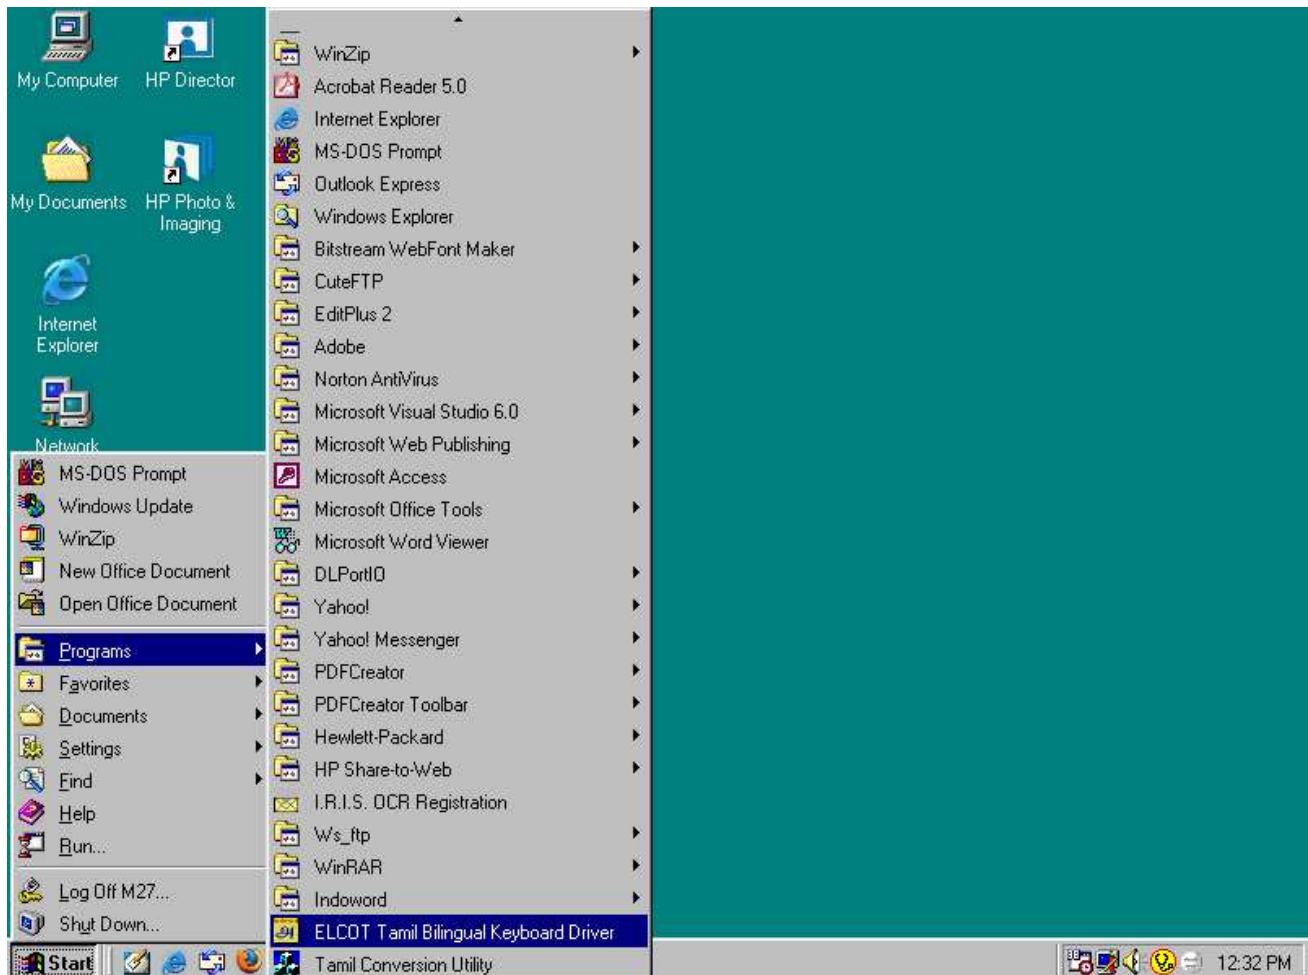 My Computer
HP Director
My Documents
HP Photo &
Imaging
Internet
Explorer
Network
MS-DOS Prompt
Windows Update
WinZip
New Office Document
Open Office Document
Programs
Favorites
Documents
Settings
Find
Help
Run...
Log Off M27...
Shut Down...
WinZip
Acrobat Reader 5.0
Internet Explorer
MS-DOS Prompt
Outlook Express
Windows Explorer
Bitstream WebFont Maker
CuteFTP
EditPlus 2
Adobe
Norton AntiVirus
Microsoft Visual Studio 6.0
Microsoft Web Publishing
Microsoft Access
Microsoft Office Tools
Microsoft Word Viewer
DLPortIO
Yahoo!
Yahoo! Messenger
PDFCreator
PDFCreator Toolbar
Hewlett-Packard
HP Share-to-Web
I.R.I.S. OCR Registration
Ws_ftp
WinRAR
Indoword
ELCOT Tamil Bilingual Keyboard Driver
Tamil Conversion Utility
Start
12:32 PM